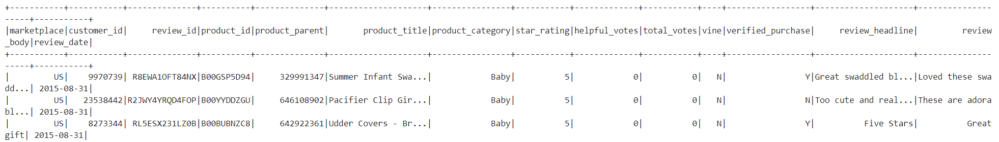 +-----------+-----------+---------------+----------+--------------+--------------------+----------------+-----------+-------------+-----------+----+-----------------+--------------------+---------------
-----+-----------+
|marketplace|customer_id|     review_id|product_id|product_parent|       product_title|product_category|star_rating|helpful_votes|total_votes|vine|verified_purchase|     review_headline|         review
_body|review_date|
+-----------+-----------+--------------+----------+--------------+--------------------+----------------+-----------+-------------+-----------+----+-----------------+--------------------+---------------
-----+-----------+
|         US|    9970739| R8EWA1OFT84NX|B00GSP5D94|     329991347|Summer Infant Swa...|            Baby|          5|            0|          0|   N|                Y|Great swaddled bl...|Loved these swa
dd...| 2015-08-31|
|         US|   23538442|R2JWY4YRQD4FOP|B00YYDDZGU|     646108902|Pacifier Clip Gir...|            Baby|          5|            0|          0|   N|                N|Too cute and real...|These are adora
bl...| 2015-08-31|
|         US|    8273344| RL5ESX231LZ0B|B00BUBNZC8|     642922361|Udder Covers - Br...|            Baby|          5|            0|          0|   N|                Y|          Five Stars|          Great
gift| 2015-08-31|